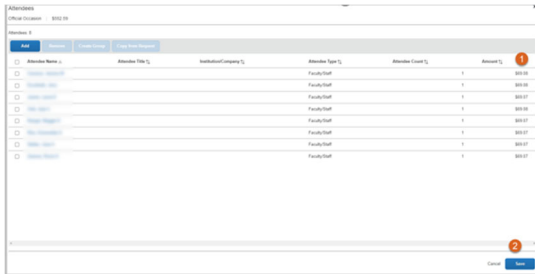 Attendees
Official Occasion | $552.59
Attendees: 8
Add Remove Create Group Copy from Request
Attendee Name Attendee Title Institution/Company Attendee Type Attendee Count Amount 1
Faculty/Staff 1 $69.08
Faculty/Staff 1 $69.08
Faculty/Staff 1 $69.07
Faculty/Staff 1 $69.08
Faculty/Staff 1 $69.07
Faculty/Staff 1 $69.07
Faculty/Staff 1 $69.07
Faculty/Staff 1 $69.07
2
Cancel Save